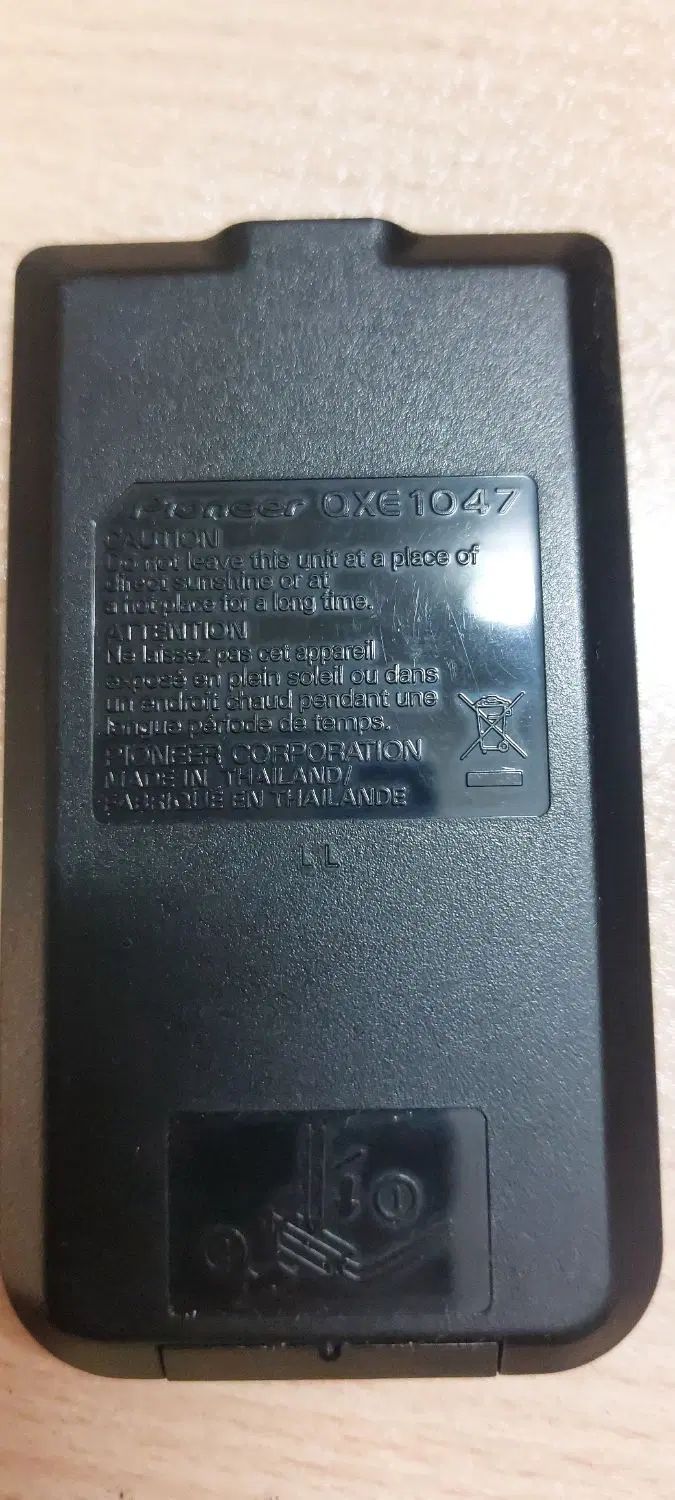 Pioneer QXE1047
CAUTION
Do not leave this unit at a place of
direct sunshine or at
a hot place for a long time.
ATTENTION
Ne laissez pas cet appareil
exposé en plein soleil ou dans
un endroit chaud pendant une
longue période de temps.
PIONEER CORPORATION
MADE IN THAILAND/
FABRIQUÉ EN THAILANDE